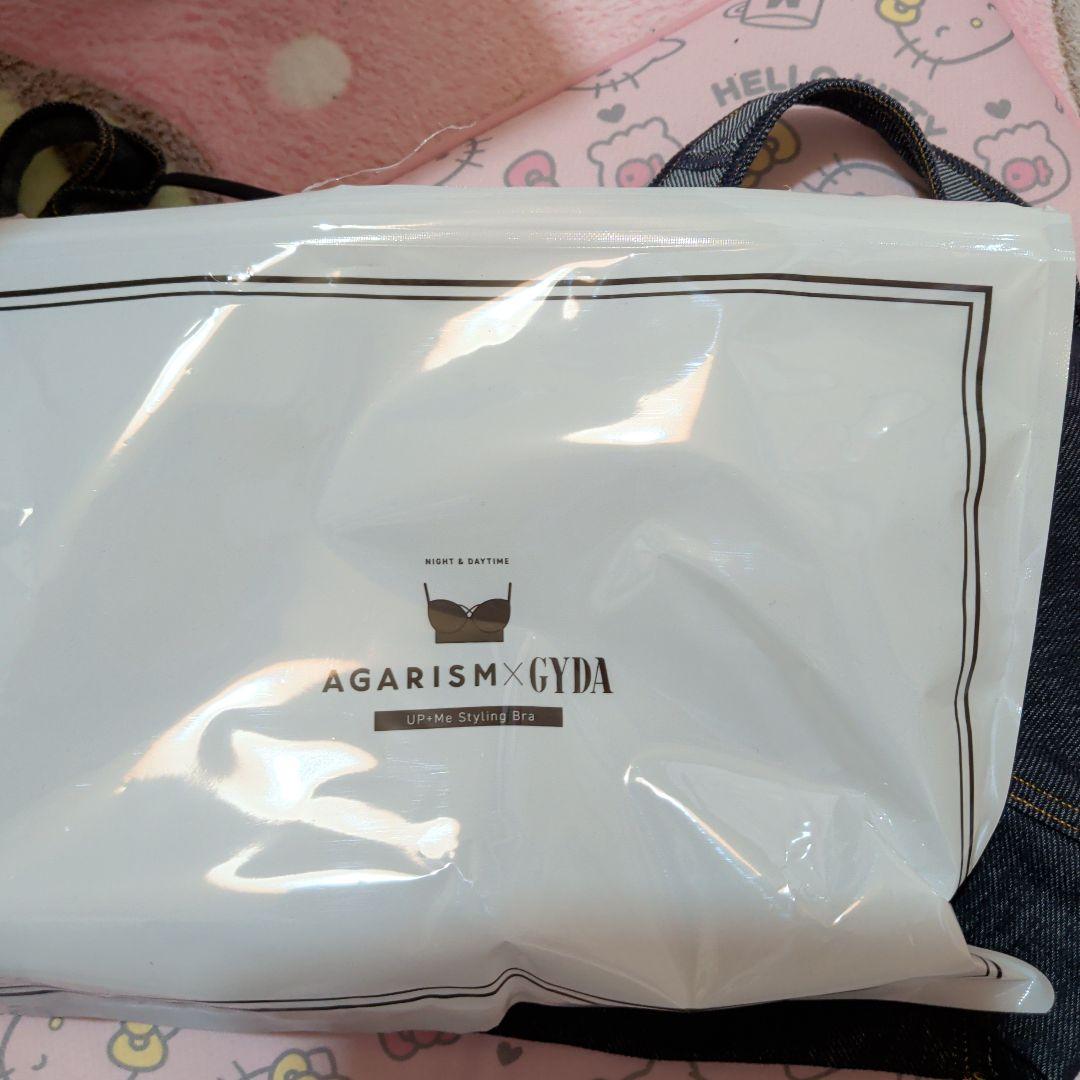 HELLO KITTY
NIGHT & DAYTIME
AGARISM×GYDA
UP+Me Styling Bra